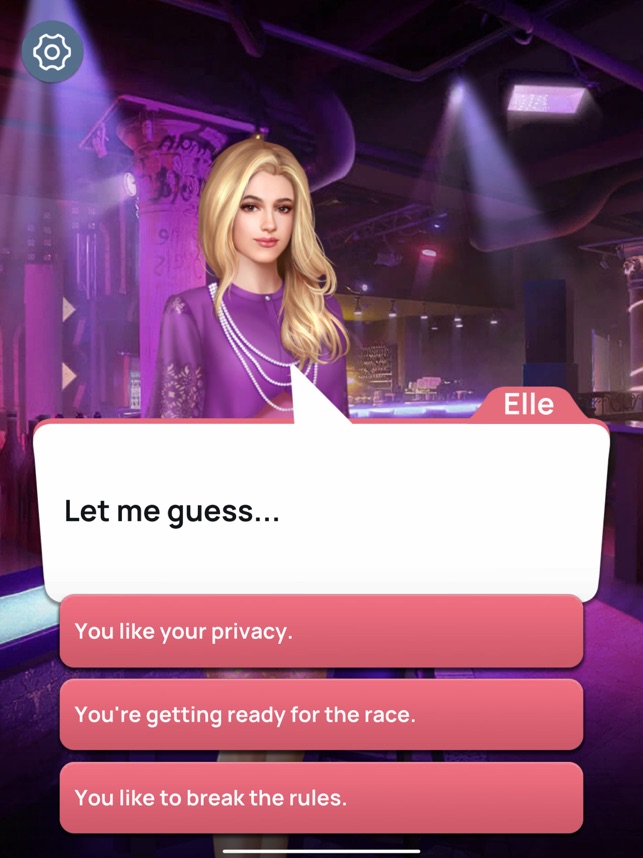 Elle
Let me guess...
You like your privacy.
You're getting ready for the race.
You like to break the rules.